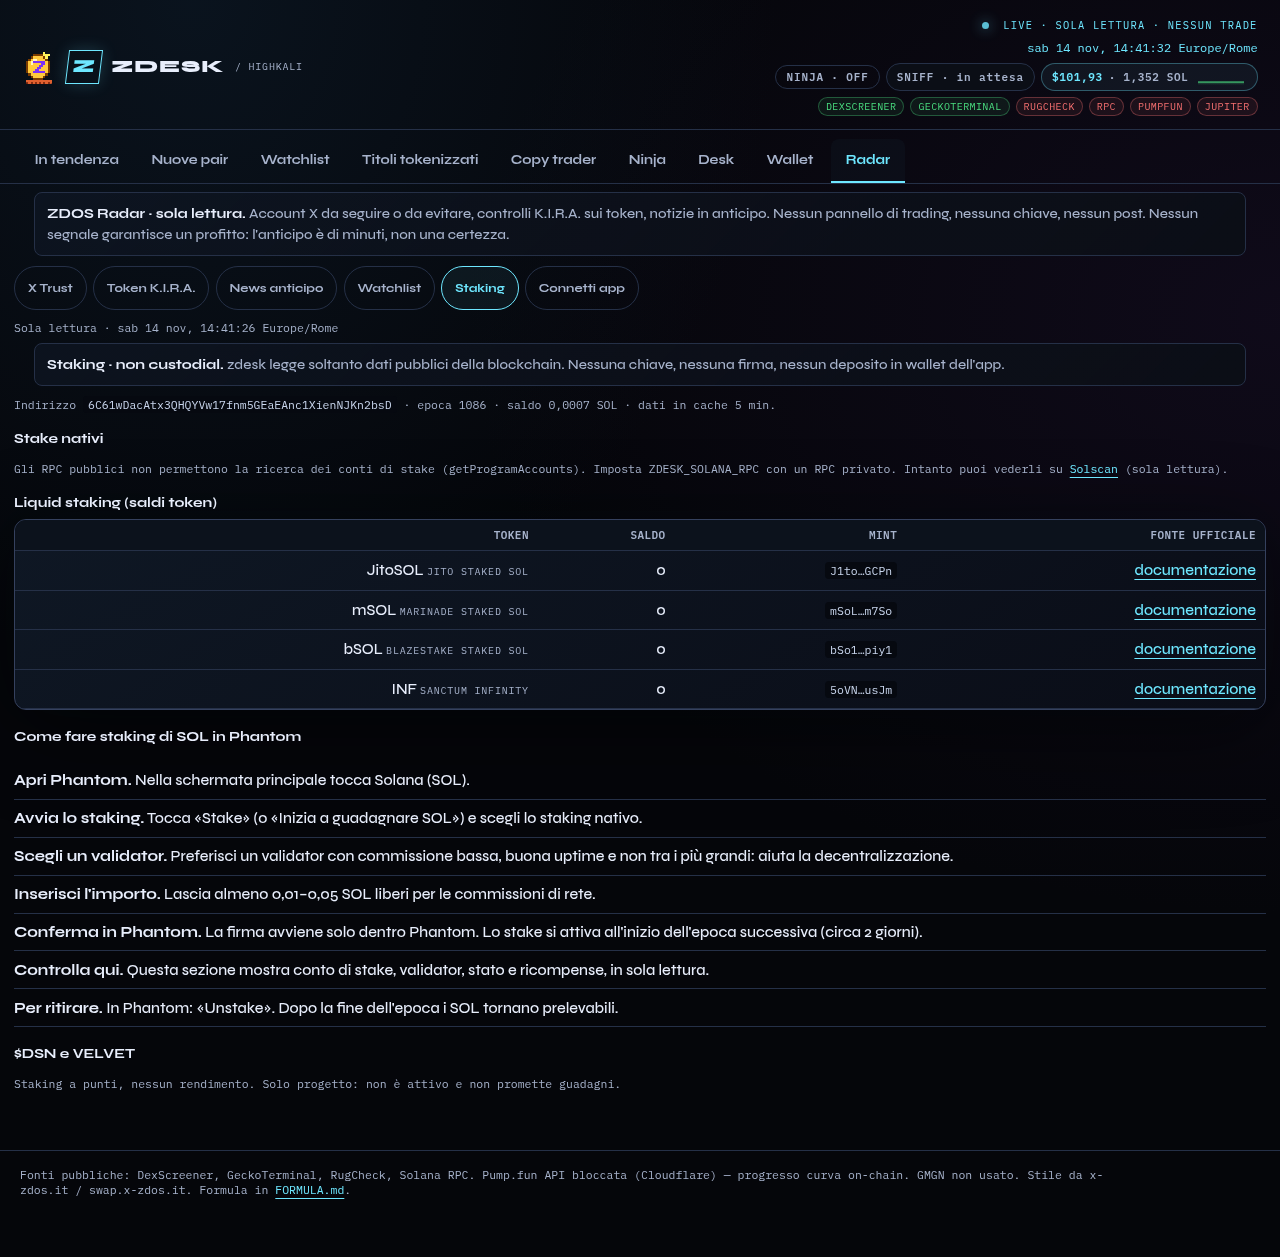 LIVE · SOLA LETTURA · NESSUN TRADE
sab 14 nov, 14:41:32 Europe/Rome
Z ZDESK / HIGHKALI
NINJA · OFF SNIFF · in attesa $101,93 · 1,352 SOL
DEXSCREENER GECKOTERMINAL RUGCHECK RPC PUMPFUN JUPITER
In tendenza Nuove pair Watchlist Titoli tokenizzati Copy trader Ninja Desk Wallet Radar
ZDOS Radar · sola lettura. Account X da seguire o da evitare, controlli K.I.R.A. sui token, notizie in anticipo. Nessun pannello di trading, nessuna chiave, nessun post. Nessun
segnale garantisce un profitto: l'anticipo è di minuti, non una certezza.
X Trust Token K.I.R.A. News anticipo Watchlist Staking Connetti app
Sola lettura · sab 14 nov, 14:41:26 Europe/Rome
Staking · non custodial. zdesk legge soltanto dati pubblici della blockchain. Nessuna chiave, nessuna firma, nessun deposito in wallet dell'app.
Indirizzo 6C61wDacAtx3QHQYVw17fnm5GEaEAnc1XienNJKn2bsD · epoca 1086 · saldo 0,0007 SOL · dati in cache 5 min.
Stake nativi
Gli RPC pubblici non permettono la ricerca dei conti di stake (getProgramAccounts). Imposta ZDESK_SOLANA_RPC con un RPC privato. Intanto puoi vederli su Solscan (sola lettura).
Liquid staking (saldi token)
TOKEN SALDO MINT FONTE UFFICIALE
JitoSOL JITO STAKED SOL 0 J1to…GCPn documentazione
mSOL MARINADE STAKED SOL 0 mSoL…m7So documentazione
bSOL BLAZESTAKE STAKED SOL 0 bSo1…piy1 documentazione
INF SANCTUM INFINITY 0 5oVN…usJm documentazione
Come fare staking di SOL in Phantom
Apri Phantom. Nella schermata principale tocca Solana (SOL).
Avvia lo staking. Tocca «Stake» (o «Inizia a guadagnare SOL») e scegli lo staking nativo.
Scegli un validator. Preferisci un validator con commissione bassa, buona uptime e non tra i più grandi: aiuta la decentralizzazione.
Inserisci l'importo. Lascia almeno 0,01–0,05 SOL liberi per le commissioni di rete.
Conferma in Phantom. La firma avviene solo dentro Phantom. Lo stake si attiva all'inizio dell'epoca successiva (circa 2 giorni).
Controlla qui. Questa sezione mostra conto di stake, validator, stato e ricompense, in sola lettura.
Per ritirare. In Phantom: «Unstake». Dopo la fine dell'epoca i SOL tornano prelevabili.
$DSN e VELVET
Staking a punti, nessun rendimento. Solo progetto: non è attivo e non promette guadagni.
Fonti pubbliche: DexScreener, GeckoTerminal, RugCheck, Solana RPC. Pump.fun API bloccata (Cloudflare) — progresso curva on-chain. GMGN non usato. Stile da x-
zdos.it / swap.x-zdos.it. Formula in FORMULA.md.